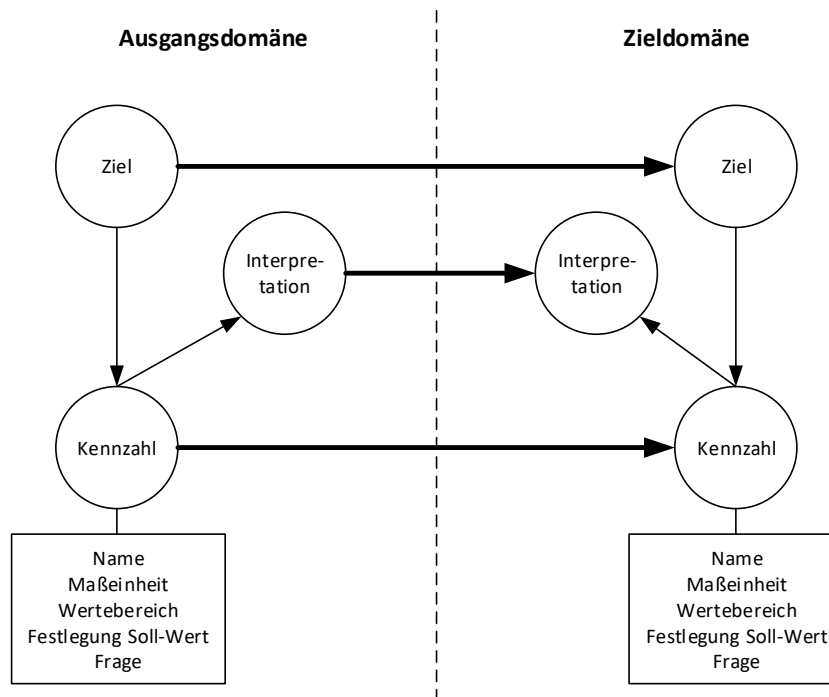 Ausgangsdomäne
Zieldomäne
Ziel
Ziel
Interpre-
tation
Interpre-
tation
Kennzahl
Kennzahl
Name
Maßeinheit
Wertebereich
Festlegung Soll-Wert
Frage
Name
Maßeinheit
Wertebereich
Festlegung Soll-Wert
Frage